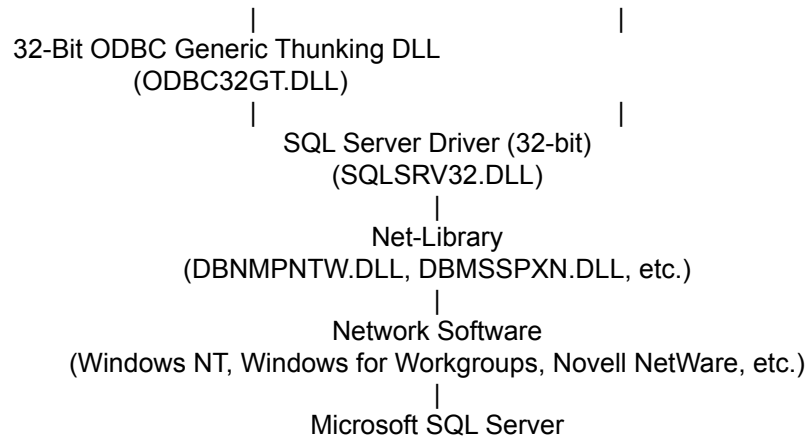 |                                                                 |
32-Bit ODBC Generic Thunking DLL
(ODBC32GT.DLL)
|                                                                 |
SQL Server Driver (32-bit)
(SQLSRV32.DLL)
|
Net-Library
(DBNMPNTW.DLL, DBMSSPXN.DLL, etc.)
|
Network Software
(Windows NT, Windows for Workgroups, Novell NetWare, etc.)
|
Microsoft SQL Server